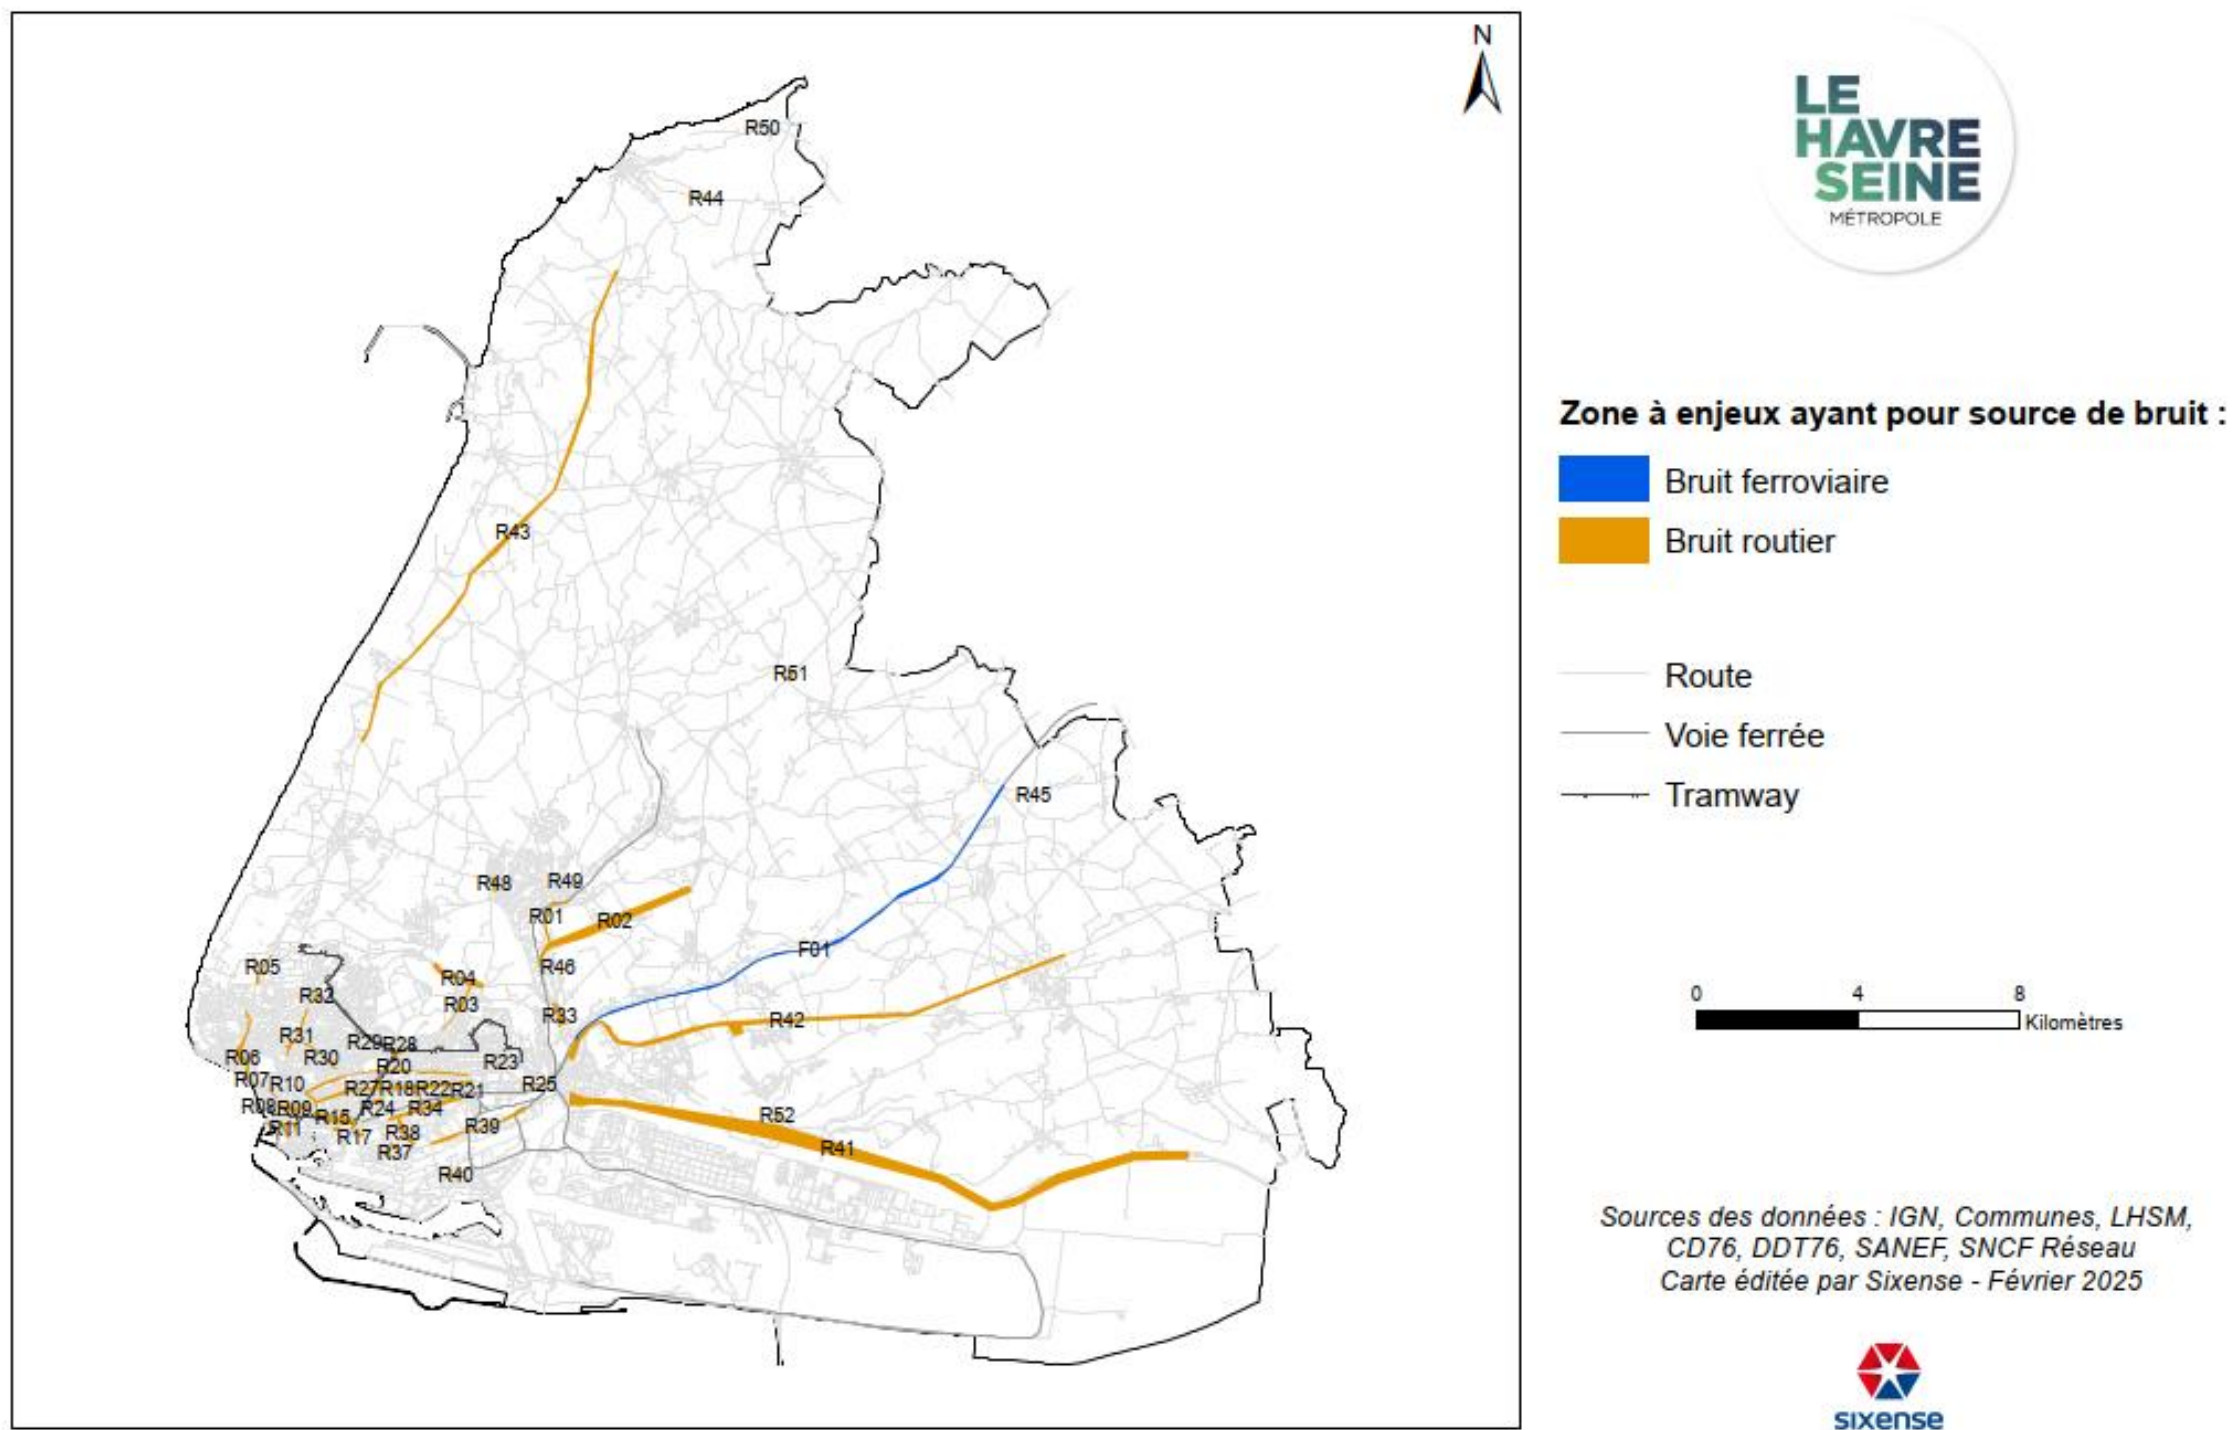 N
R50
R44
R43
R51
R45
R48
R49
R01
R02
F01
R05
R46
R04
R32
R03
R33
R42
R31
R29
R28
R06
R30
R20
R23
R07
R10
R27
R18
R22
R21
R25
R08
R09
R15
R24
R34
R52
R11
R17
R38
R39
R41
R37
R40
LE
HAVRE
SEINE
MÉTROPOLE
Zone à enjeux ayant pour source de bruit :
Bruit ferroviaire
Bruit routier
Route
Voie ferrée
Tramway
0 4 8
Kilomètres
Sources des données : IGN, Communes, LHSM,
CD76, DDT76, SANEF, SNCF Réseau
Carte éditée par Sixense - Février 2025
sixense